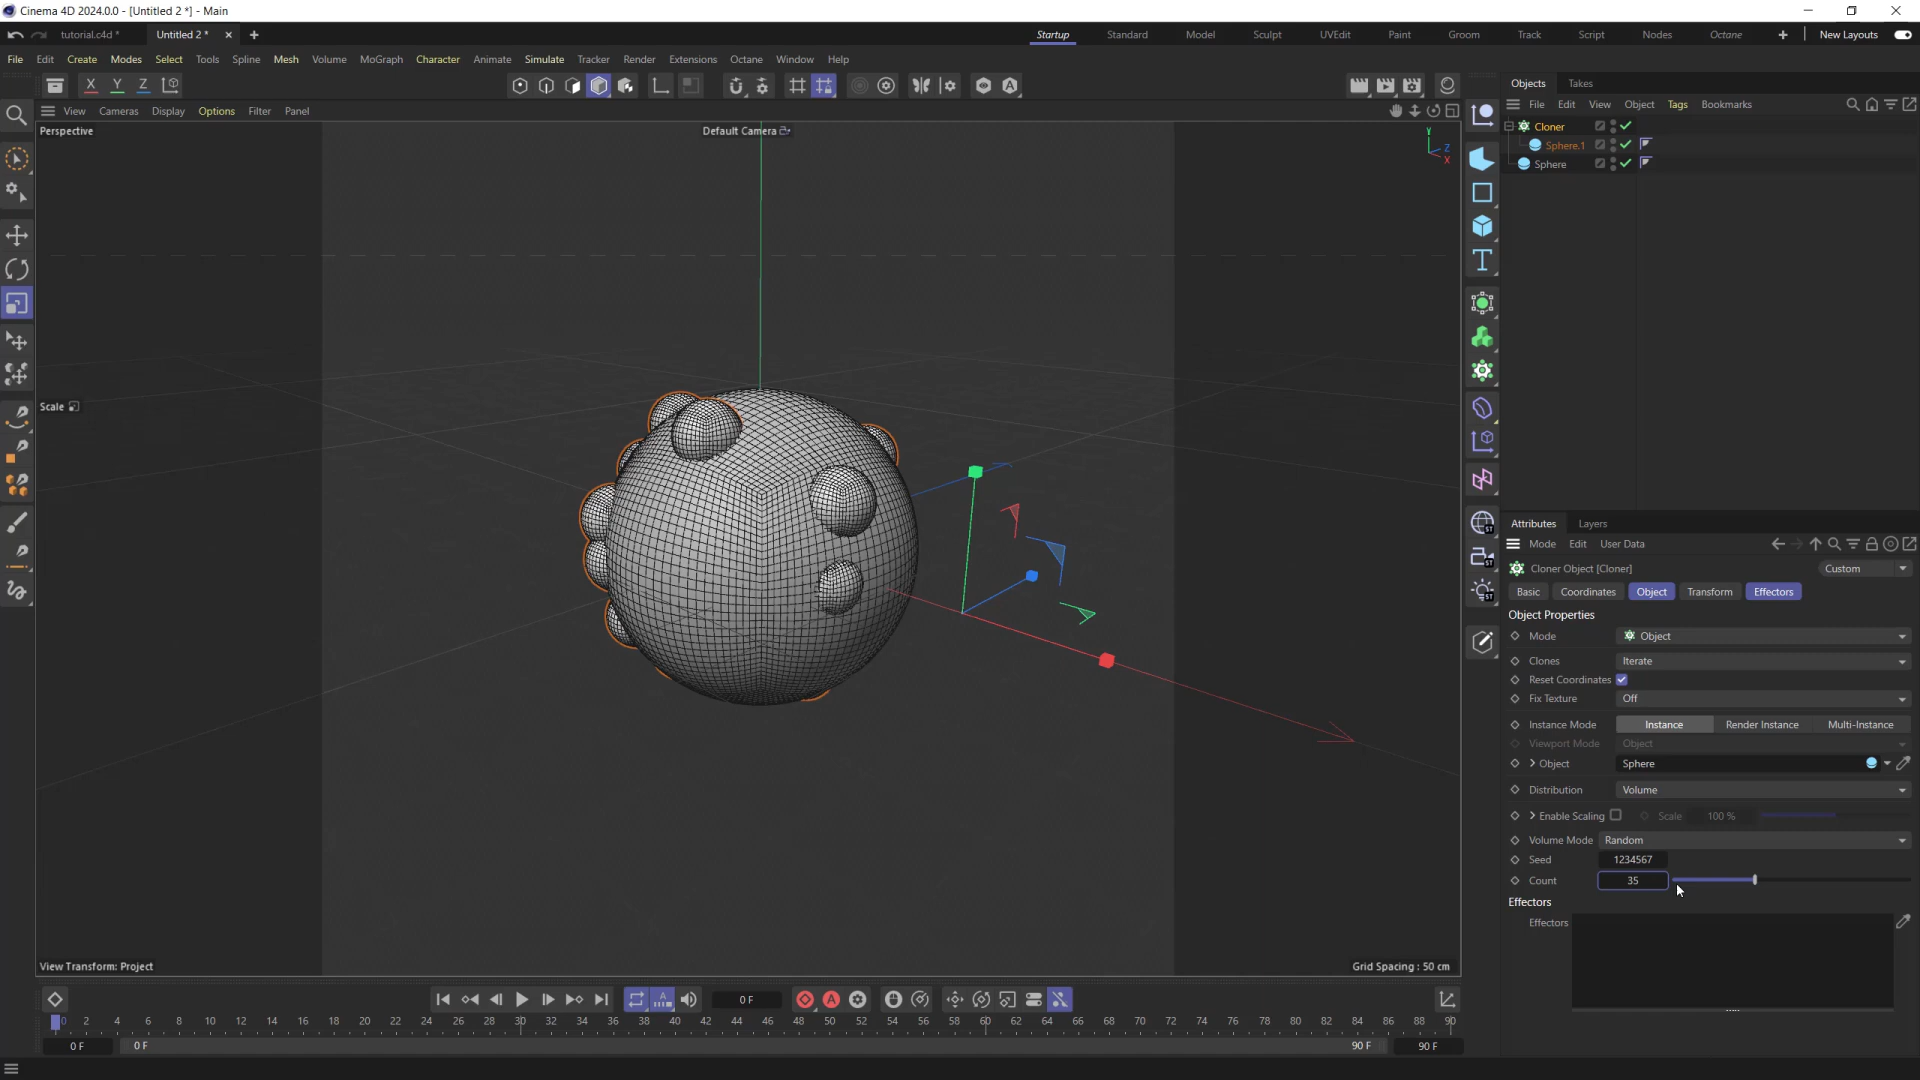 Cinema 4D 2024.0.0 - [Untitled 2 *] - Main
tutorial.c4d *
Untitled 2 *
Startup
Standard
Model
Sculpt
UVEdit
Paint
Groom
Track
Script
Nodes
Octane
New Layouts
File Edit Create Modes Select Tools Spline Mesh Volume MoGraph Character Animate Simulate Tracker Render Extensions Octane Window Help
X Y Z
View Cameras Display Options Filter Panel
Perspective
Default Camera
Y
Z
X
Scale
View Transform: Project
Grid Spacing : 50 cm
Objects Takes
File Edit View Object Tags Bookmarks
Cloner
Sphere.1
Sphere
Attributes Layers
Mode Edit User Data
Cloner Object [Cloner]
Custom
Basic Coordinates Object Transform Effectors
Object Properties
Mode Object
Clones Iterate
Reset Coordinates
Fix Texture Off
Instance Mode Instance Render Instance Multi-Instance
Viewport Mode Object
Object Sphere
Distribution Volume
Enable Scaling Scale 100 %
Volume Mode Random
Seed 1234567
Count 35
Effectors
Effectors
0 F
0 2 4 6 8 10 12 14 16 18 20 22 24 26 28 30 32 34 36 38 40 42 44 46 48 50 52 54 56 58 60 62 64 66 68 70 72 74 76 78 80 82 84 86 88 90
0 F 0 F 90 F 90 F